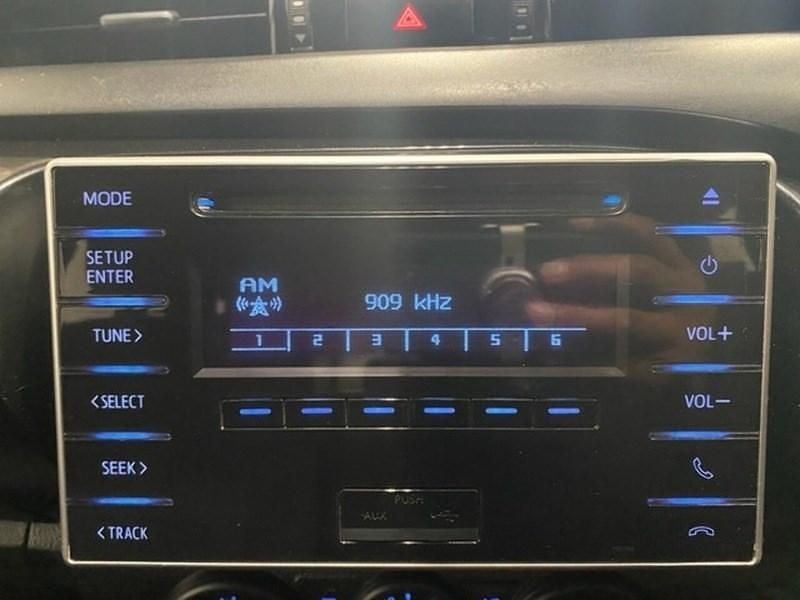 MODE
SETUP
ENTER
TUNE>
<SELECT
SEEK>
<TRACK
AM
909 kHz
1 2 3 4 5 6
PUSH
AUX
VOL+
VOL−